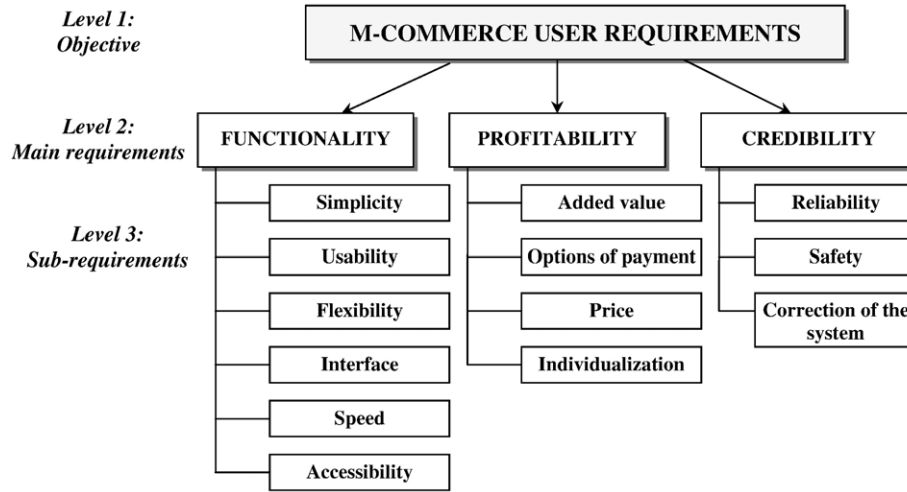 Level 1:
Objective
M-COMMERCE USER REQUIREMENTS
Level 2:
Main requirements
FUNCTIONALITY
PROFITABILITY
CREDIBILITY
Level 3:
Sub-requirements
Simplicity
Usability
Flexibility
Interface
Speed
Accessibility
Added value
Options of payment
Price
Individualization
Reliability
Safety
Correction of the
system